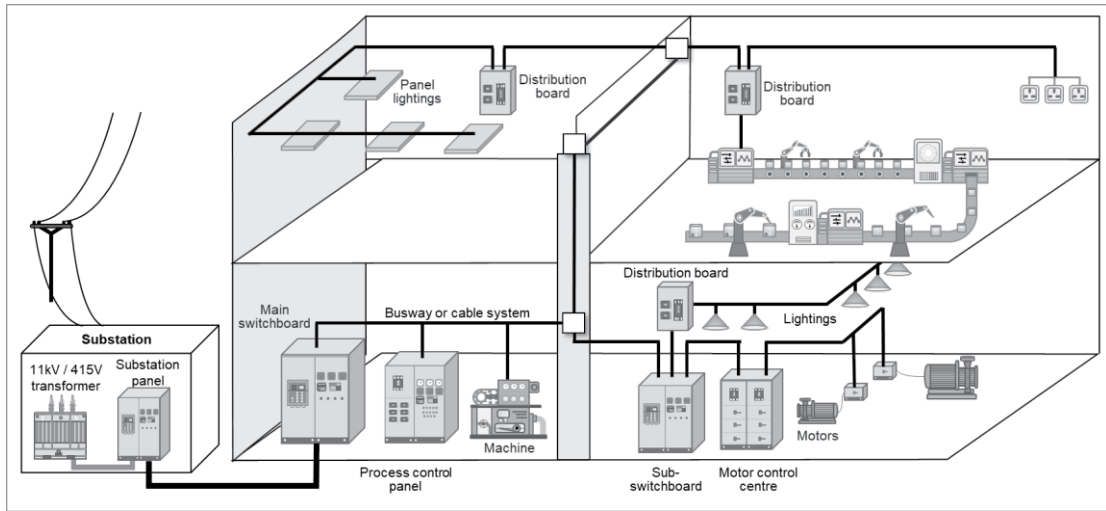 Panel
lightings
Distribution
board
Distribution
board
Distribution board
Lightings
Main
switchboard
Busway or cable system
Substation
11kV / 415V
transformer
Substation
panel
Machine
Motors
Process control
panel
Sub-
switchboard
Motor control
centre